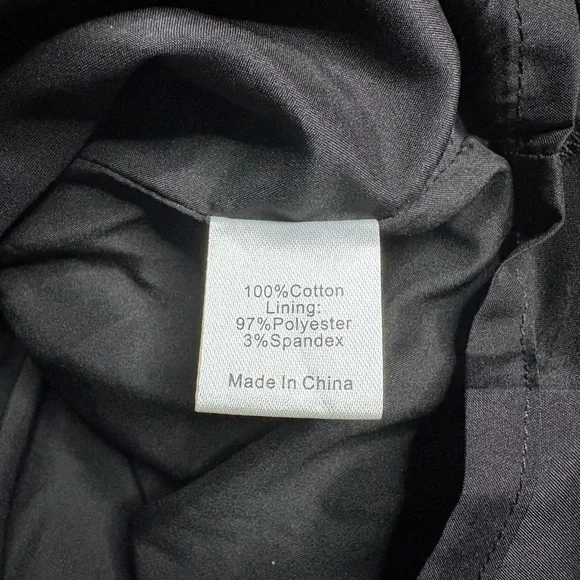 100%Cotton
Lining:
97%Polyester
3%Spandex
Made In China